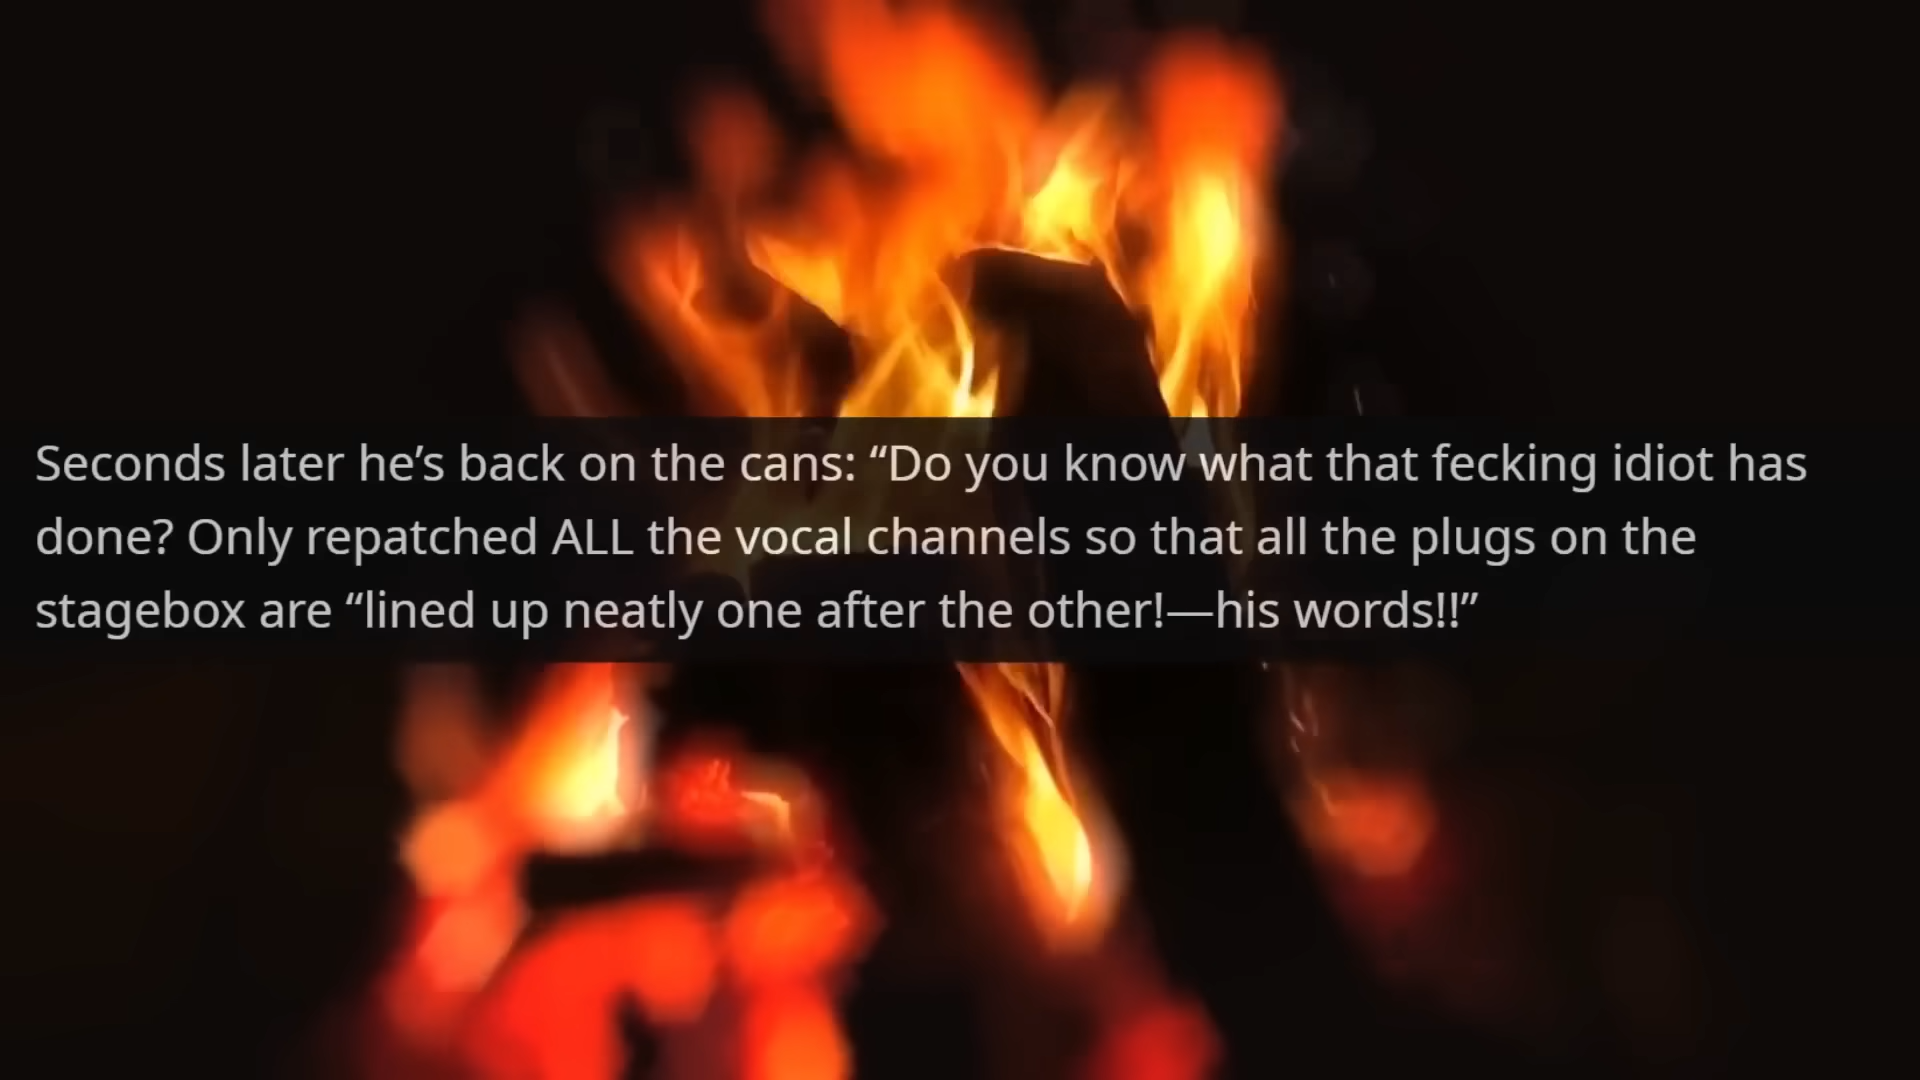 Seconds later he’s back on the cans: “Do you know what that fecking idiot has
done? Only repatched ALL the vocal channels so that all the plugs on the
stagebox are “lined up neatly one after the other!—his words!!”